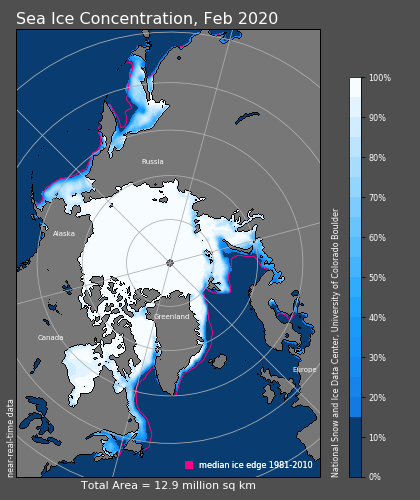 Sea Ice Concentration, Feb 2020
Russia
Alaska
Greenland
Canada
Europe
median ice edge 1981-2010
Total Area = 12.9 million sq km
near-real-time data
National Snow and Ice Data Center, University of Colorado Boulder
100%
90%
80%
70%
60%
50%
40%
30%
20%
10%
0%